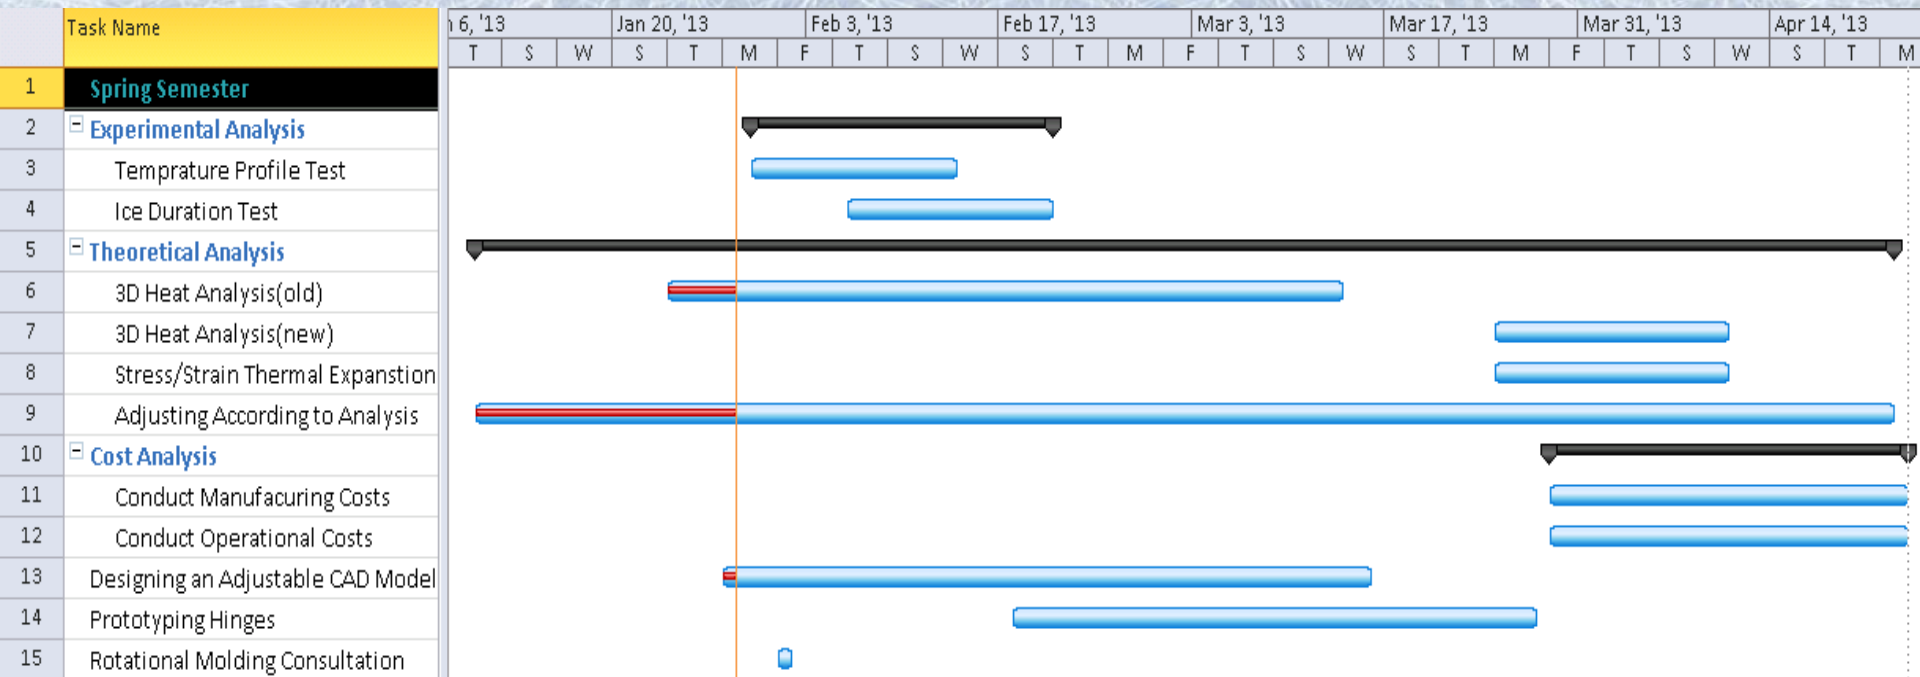 Task Name
ı 6, '13 Jan 20, '13 Feb 3, '13 Feb 17, '13 Mar 3, '13 Mar 17, '13 Mar 31, '13 Apr 14, '13
T S W S T M F T S W S T M F T S W S T M F T S W S T M
1 Spring Semester
2 Experimental Analysis
3 Temprature Profile Test
4 Ice Duration Test
5 Theoretical Analysis
6 3D Heat Analysis(old)
7 3D Heat Analysis(new)
8 Stress/Strain Thermal Expanstion
9 Adjusting According to Analysis
10 Cost Analysis
11 Conduct Manufacuring Costs
12 Conduct Operational Costs
13 Designing an Adjustable CAD Model
14 Prototyping Hinges
15 Rotational Molding Consultation